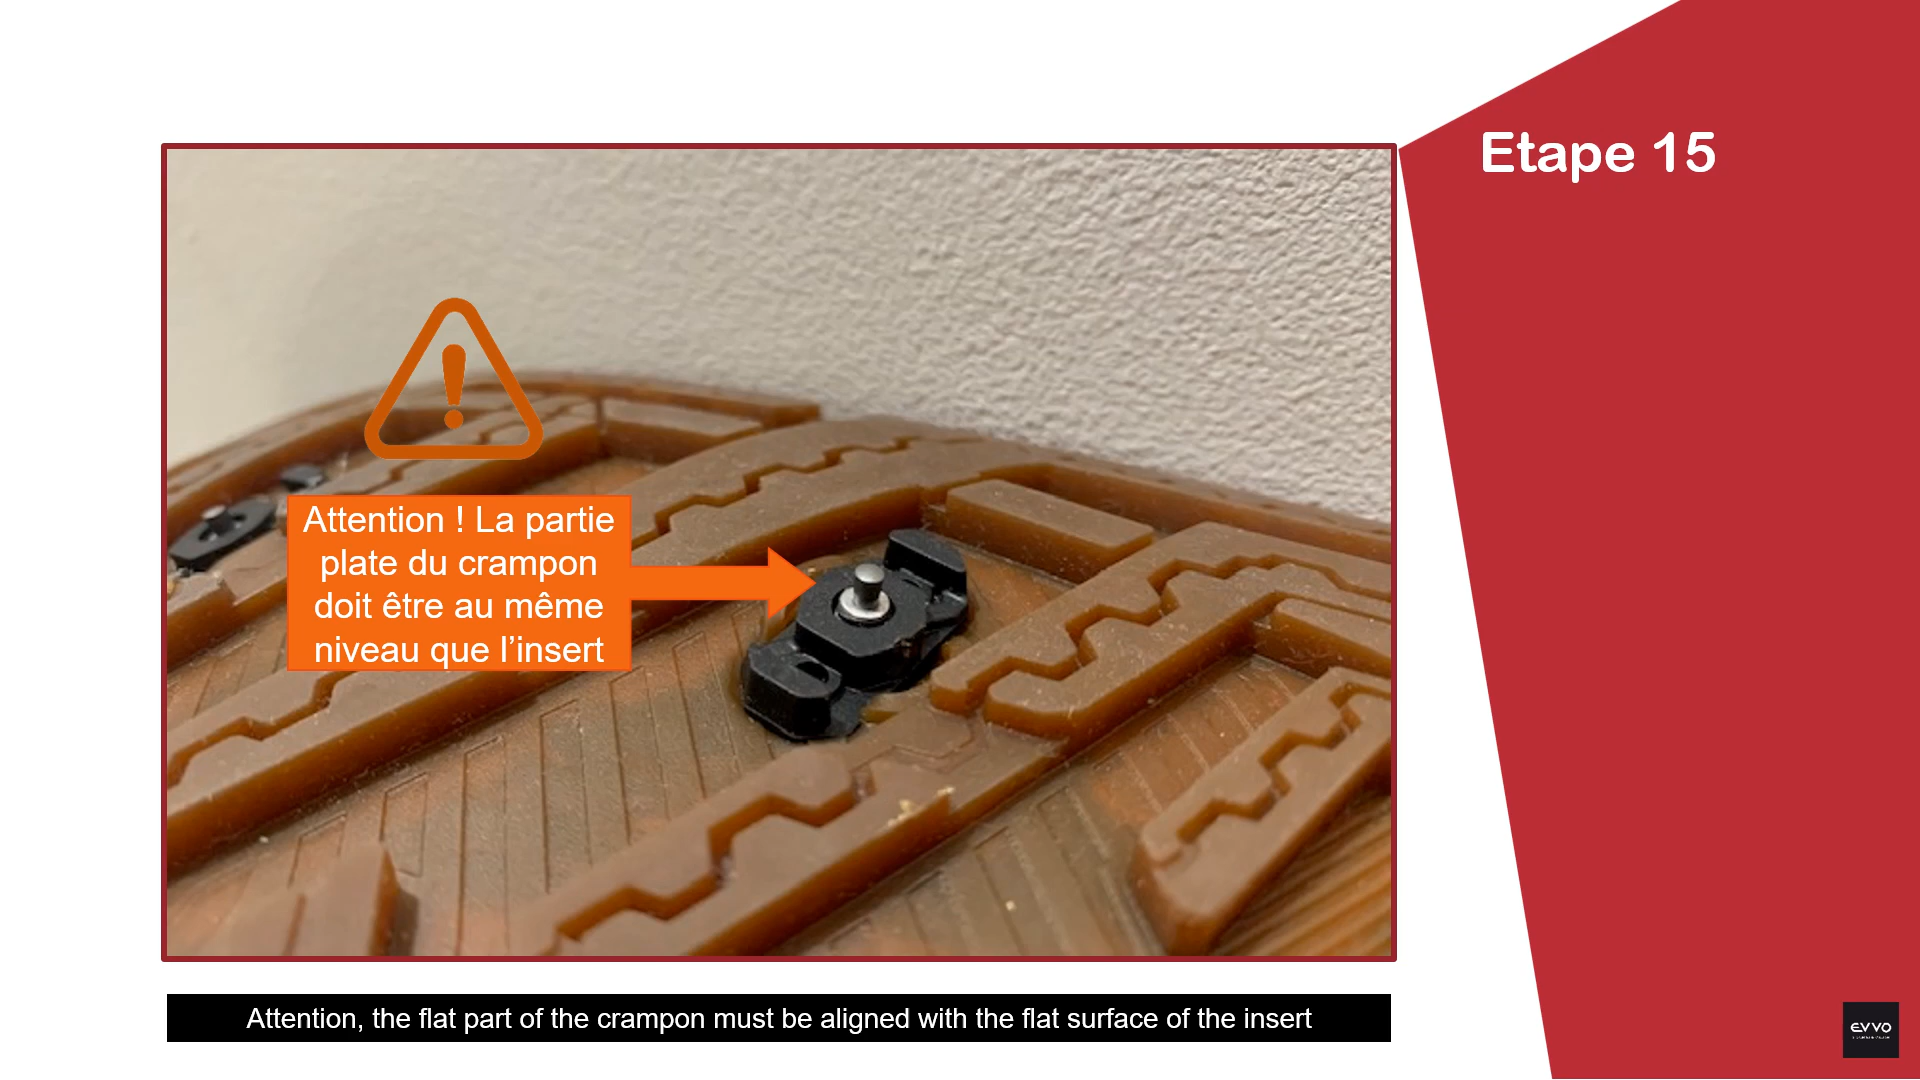 Etape 15
Attention ! La partie
plate du crampon
doit être au même
niveau que l’insert
Attention, the flat part of the crampon must be aligned with the flat surface of the insert
EVVO